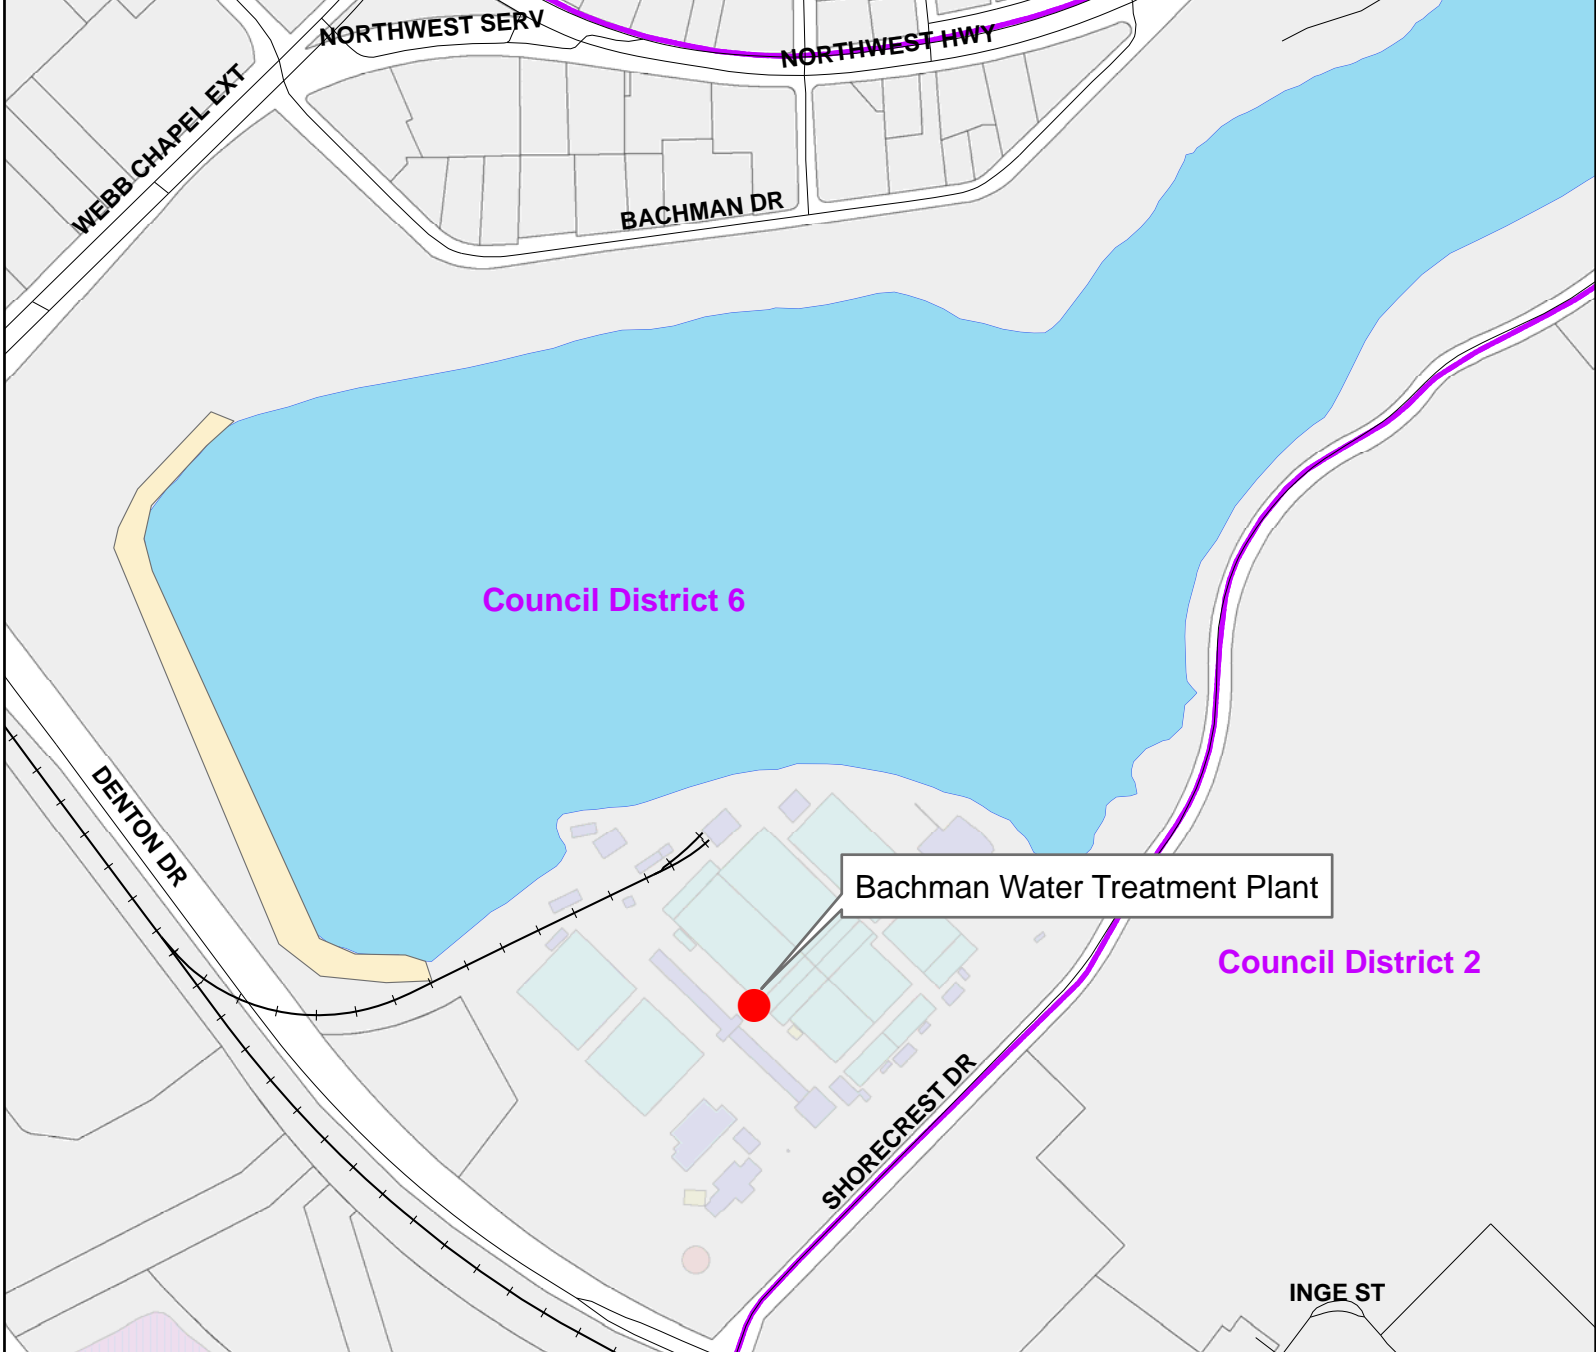 NORTHWEST SERV
NORTHWEST HWY
WEBB CHAPEL EXT
BACHMAN DR
Council District 6
DENTON DR
Bachman Water Treatment Plant
Council District 2
SHORECREST DR
INGE ST